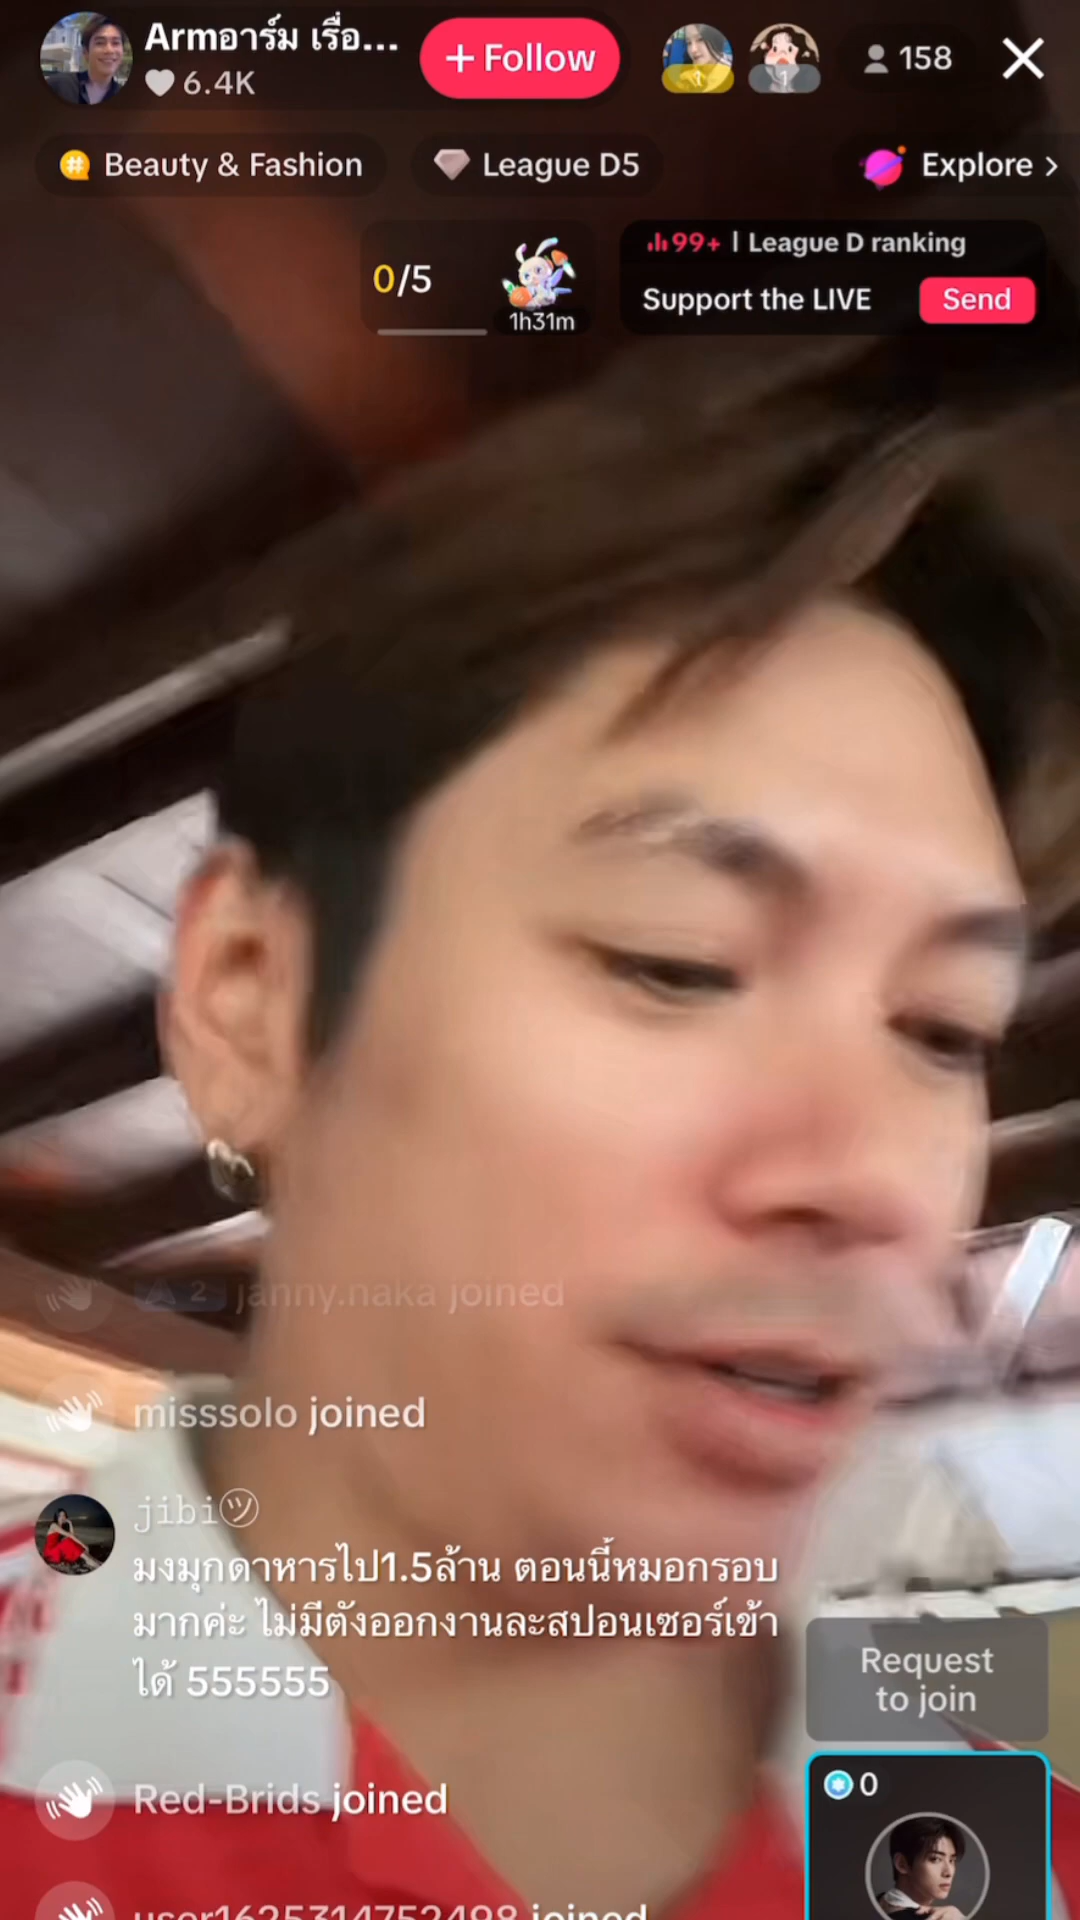 Armอาร์ม เรื่อ...
6.4K
+ Follow
1
1
158
Beauty & Fashion
League D5
Explore >
0/5
1h31m
99+ | League D ranking
Support the LIVE
Send
2 janny.naka joined
misssolo joined
jibiツ
มงมุกดาหารไป1.5ล้าน ตอนนี้หมอกรอบ
มากค่ะ ไม่มีตังออกงานละสปอนเซอร์เข้า
ได้ 555555
Request
to join
0
Red-Brids joined
user1625314752498 joined